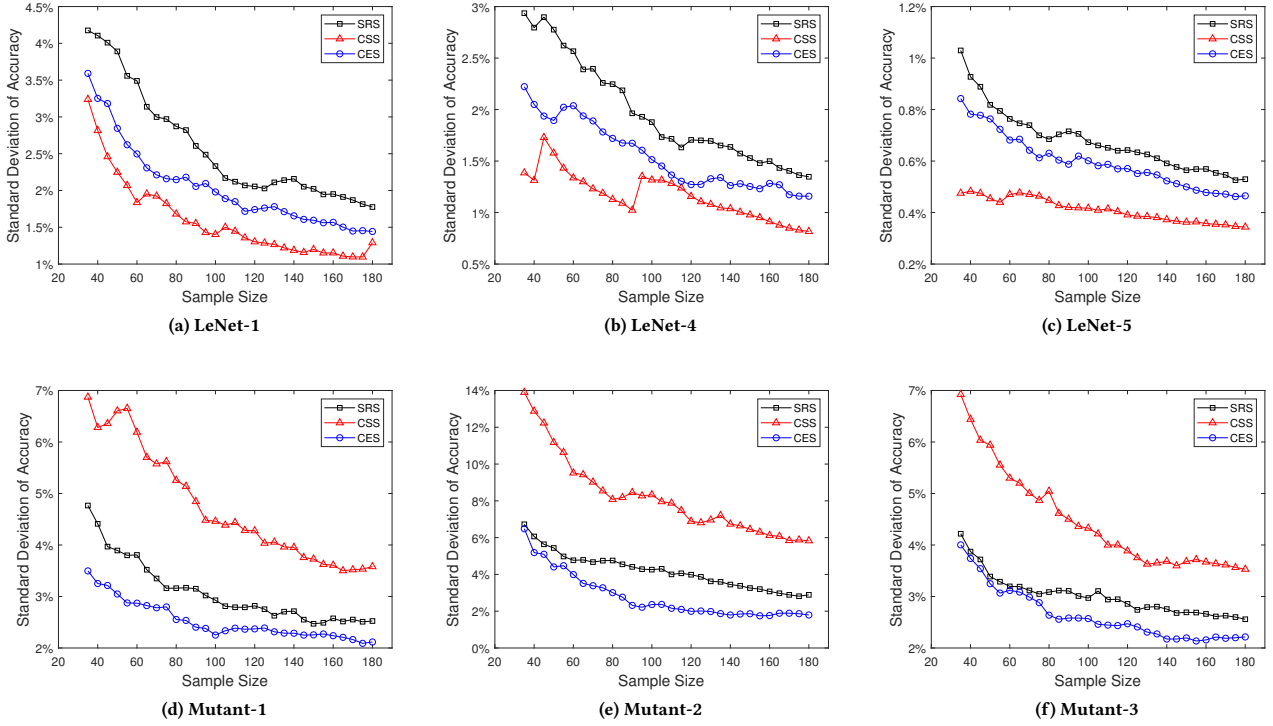 4.5%
4%
3.5%
3%
2.5%
2%
1.5%
1%
Standard Deviation of Accuracy
SRS
CSS
CES
20 40 60 80 100 120 140 160 180
Sample Size
(a) LeNet-1
3%
2.5%
2%
1.5%
1%
0.5%
Standard Deviation of Accuracy
SRS
CSS
CES
20 40 60 80 100 120 140 160 180
Sample Size
(b) LeNet-4
1.2%
1%
0.8%
0.6%
0.4%
0.2%
Standard Deviation of Accuracy
SRS
CSS
CES
20 40 60 80 100 120 140 160 180
Sample Size
(c) LeNet-5
7%
6%
5%
4%
3%
2%
Standard Deviation of Accuracy
SRS
CSS
CES
20 40 60 80 100 120 140 160 180
Sample Size
(d) Mutant-1
14%
12%
10%
8%
6%
4%
2%
0%
Standard Deviation of Accuracy
SRS
CSS
CES
20 40 60 80 100 120 140 160 180
Sample Size
(e) Mutant-2
7%
6%
5%
4%
3%
2%
Standard Deviation of Accuracy
SRS
CSS
CES
20 40 60 80 100 120 140 160 180
Sample Size
(f) Mutant-3